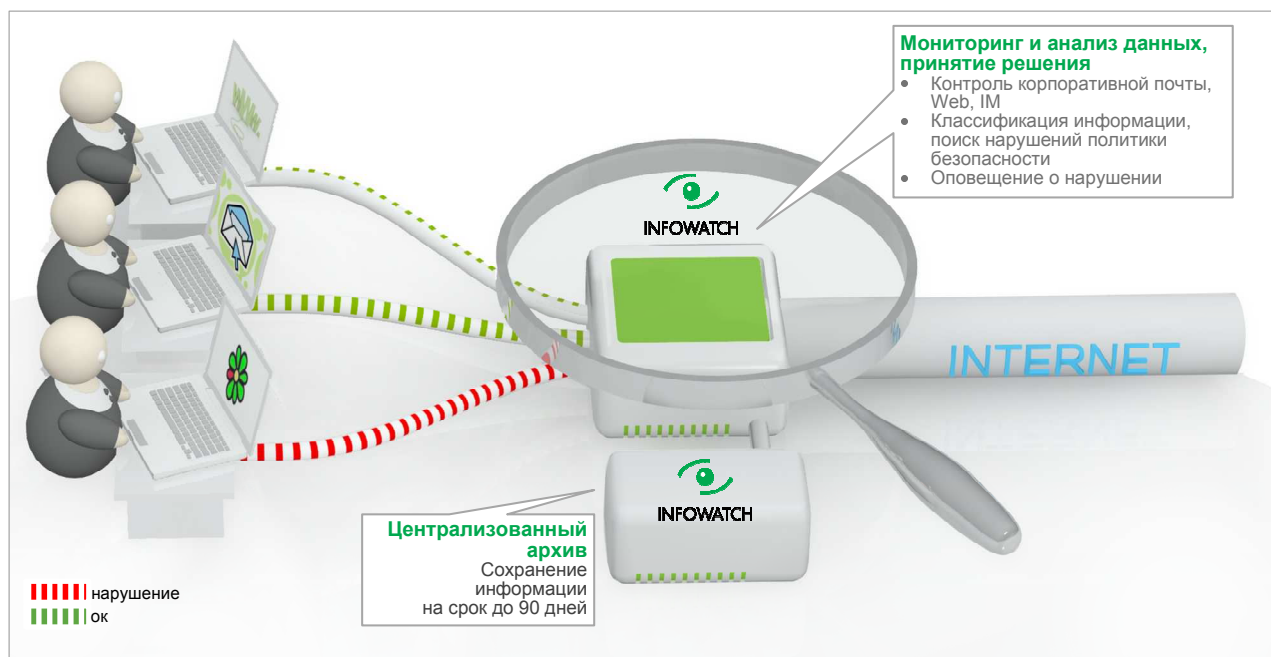 Мониторинг и анализ данных,
принятие решения
• Контроль корпоративной почты,
Web, IM
• Классификация информации,
поиск нарушений политики
безопасности
• Оповещение о нарушении
INFOWATCH
INTERNET
INFOWATCH
Централизованный
архив
Сохранение
информации
на срок до 90 дней
нарушение
ок